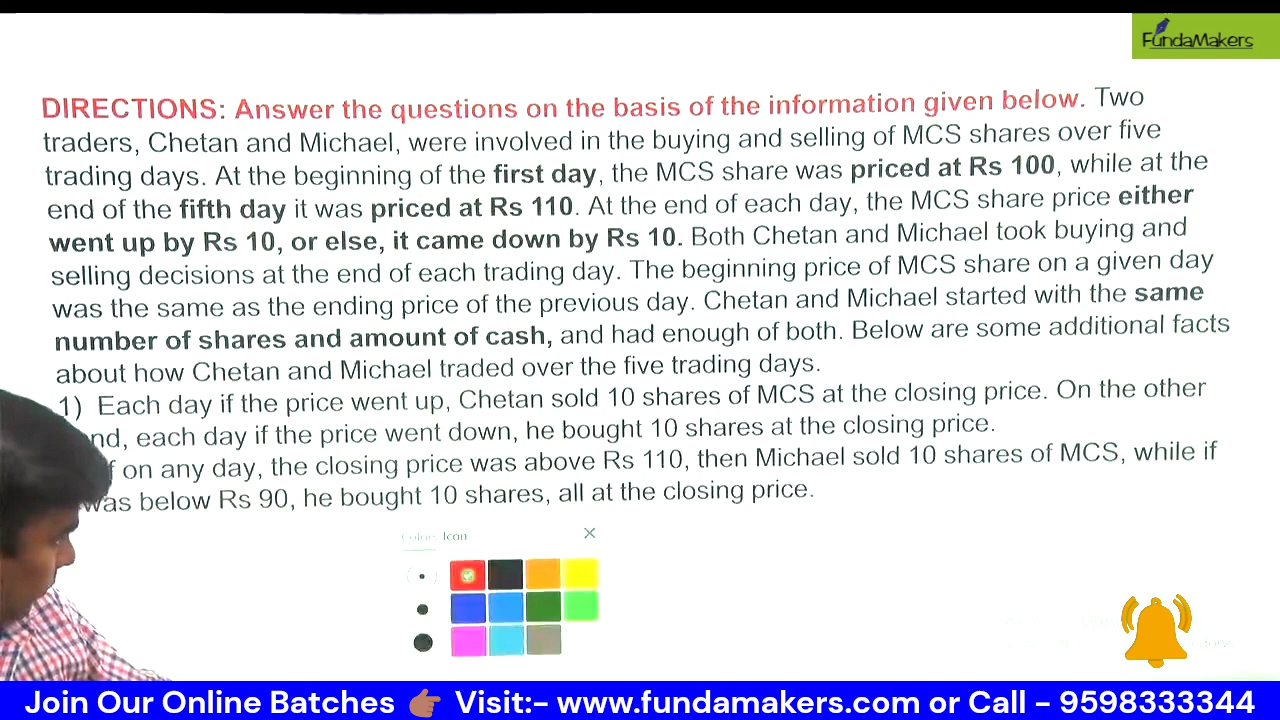 FundaMakers
DIRECTIONS: Answer the questions on the basis of the information given below. Two
traders, Chetan and Michael, were involved in the buying and selling of MCS shares over five
trading days. At the beginning of the first day, the MCS share was priced at Rs 100, while at the
end of the fifth day it was priced at Rs 110. At the end of each day, the MCS share price either
went up by Rs 10, or else, it came down by Rs 10. Both Chetan and Michael took buying and
selling decisions at the end of each trading day. The beginning price of MCS share on a given day
was the same as the ending price of the previous day. Chetan and Michael started with the same
number of shares and amount of cash, and had enough of both. Below are some additional facts
about how Chetan and Michael traded over the five trading days.
1) Each day if the price went up, Chetan sold 10 shares of MCS at the closing price. On the other
nd, each day if the price went down, he bought 10 shares at the closing price.
f on any day, the closing price was above Rs 110, then Michael sold 10 shares of MCS, while if
was below Rs 90, he bought 10 shares, all at the closing price.
Colors Icon
Join Our Online Batches Visit:- www.fundamakers.com or Call - 9598333344